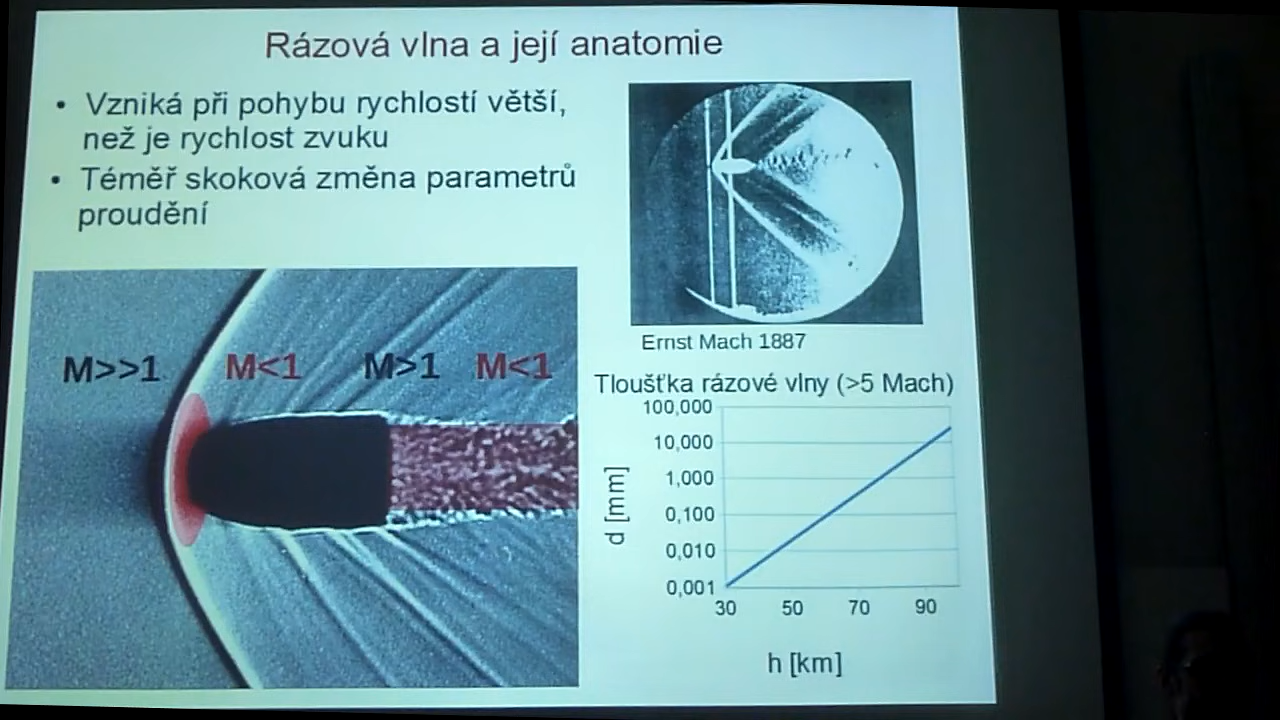 Rázová vlna a její anatomie
• Vzniká při pohybu rychlostí větší,
než je rychlost zvuku
• Téměř skoková změna parametrů
proudění
Ernst Mach 1887
M>>1 M<1 M>1 M<1
Tloušťka rázové vlny (>5 Mach)
100,000
10,000
1,000
0,100
0,010
0,001
d [mm]
30 50 70 90
h [km]